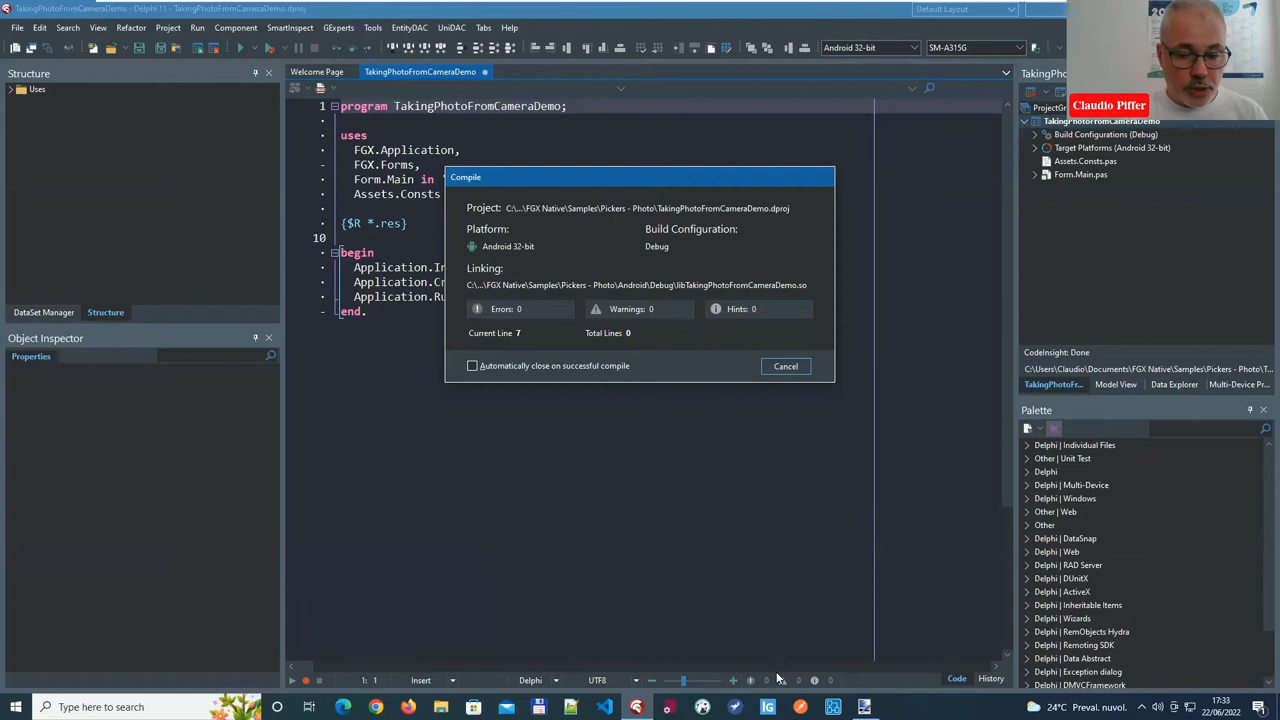 TakingPhotoFromCameraDemo - Delphi 11 - TakingPhotoFromCameraDemo.dproj
Default Layout
File Edit Search View Refactor Project Run Component SmartInspect GExperts Tools EntityDAC UniDAC Tabs Help
Android 32-bit
SM-A315G
Structure
Uses
DataSet Manager
Structure
Object Inspector
Properties
Welcome Page
TakingPhotoFromCameraDemo
1
program TakingPhotoFromCameraDemo;
uses
FGX.Application,
FGX.Forms,
Form.Main in
Assets.Consts
{$R *.res}
10
begin
Application.In
Application.Cr
Application.Ru
end.
Compile
Project: C:\...\FGX Native\Samples\Pickers - Photo\TakingPhotoFromCameraDemo.dproj
Platform:
Build Configuration:
Android 32-bit
Debug
Linking:
C:\...\FGX Native\Samples\Pickers - Photo\Android\Debug\libTakingPhotoFromCameraDemo.so
Errors: 0
Warnings: 0
Hints: 0
Current Line 7
Total Lines 0
Automatically close on successful compile
Cancel
1: 1
Insert
Delphi
UTF8
0
0
0
Code
History
Claudio Piffer
TakingPh
ProjectG
TakingPhotoFromCameraDemo
Build Configurations (Debug)
Target Platforms (Android 32-bit)
Assets.Consts.pas
Form.Main.pas
CodeInsight: Done
C:\Users\Claudio\Documents\FGX Native\Samples\Pickers - Photo\T...
TakingPhotoFr...
Model View
Data Explorer
Multi-Device Pr...
Palette
Delphi | Individual Files
Other | Unit Test
Delphi
Delphi | Multi-Device
Delphi | Windows
Other | Web
Other
Delphi | DataSnap
Delphi | Web
Delphi | RAD Server
Delphi | DUnitX
Delphi | ActiveX
Delphi | Inheritable Items
Delphi | Wizards
Delphi | RemObjects Hydra
Delphi | Remoting SDK
Delphi | Data Abstract
Delphi | Exception dialog
Delphi | DMVCFramework
Type here to search
IG
24°C Preval. nuvol.
17:33
22/06/2022